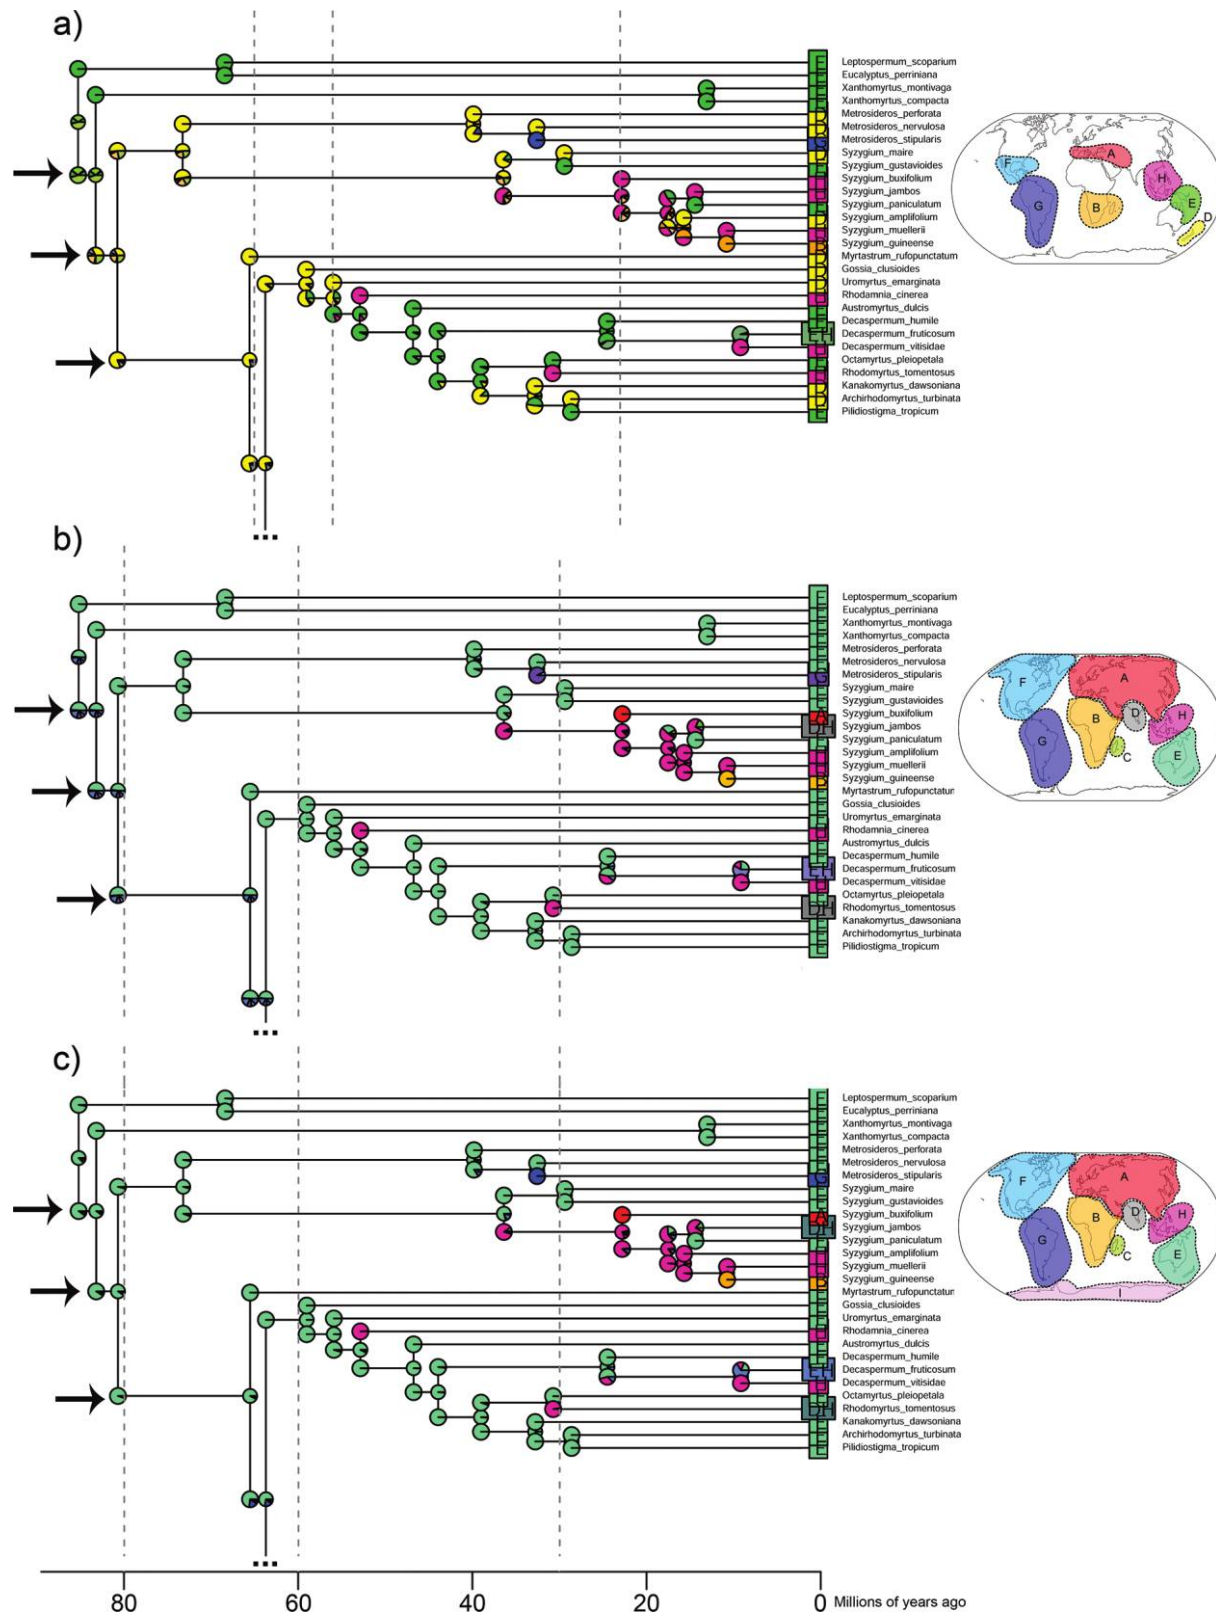 a)
Leptospermum_scoparium
Eucalyptus_perriniana
Xanthomyrtus_montivaga
Xanthomyrtus_compacta
Metrosideros_perforata
Metrosideros_nervulosa
Metrosideros_stipularis
Syzygium_maire
Syzygium_gustavioides
Syzygium_buxifolium
Syzygium_jambos
Syzygium_paniculatum
Syzygium_amplifolium
Syzygium_muellerii
Syzygium_guineense
Myrtastrum_rufopunctatum
Gossia_clusioides
Uromyrtus_emarginata
Rhodamnia_cinerea
Austromyrtus_dulcis
Decaspermum_humile
Decaspermum_fruticosum
Decaspermum_vitisidae
Octamyrtus_pleiopetala
Rhodomyrtus_tomentosus
Kanakomyrtus_dawsoniana
Archirhodomyrtus_turbinata
Pilidiostigma_tropicum
A
F
H
G
B
E
D
b)
Leptospermum_scoparium
Eucalyptus_perriniana
Xanthomyrtus_montivaga
Xanthomyrtus_compacta
Metrosideros_perforata
Metrosideros_nervulosa
Metrosideros_stipularis
Syzygium_maire
Syzygium_gustavioides
Syzygium_buxifolium
Syzygium_jambos
Syzygium_paniculatum
Syzygium_amplifolium
Syzygium_muellerii
Syzygium_guineense
Myrtastrum_rufopunctatum
Gossia_clusioides
Uromyrtus_emarginata
Rhodamnia_cinerea
Austromyrtus_dulcis
Decaspermum_humile
Decaspermum_fruticosum
Decaspermum_vitisidae
Octamyrtus_pleiopetala
Rhodomyrtus_tomentosus
Kanakomyrtus_dawsoniana
Archirhodomyrtus_turbinata
Pilidiostigma_tropicum
F
A
B
D
H
G
C
E
c)
Leptospermum_scoparium
Eucalyptus_perriniana
Xanthomyrtus_montivaga
Xanthomyrtus_compacta
Metrosideros_perforata
Metrosideros_nervulosa
Metrosideros_stipularis
Syzygium_maire
Syzygium_gustavioides
Syzygium_buxifolium
Syzygium_jambos
Syzygium_paniculatum
Syzygium_amplifolium
Syzygium_muellerii
Syzygium_guineense
Myrtastrum_rufopunctatum
Gossia_clusioides
Uromyrtus_emarginata
Rhodamnia_cinerea
Austromyrtus_dulcis
Decaspermum_humile
Decaspermum_fruticosum
Decaspermum_vitisidae
Octamyrtus_pleiopetala
Rhodomyrtus_tomentosus
Kanakomyrtus_dawsoniana
Archirhodomyrtus_turbinata
Pilidiostigma_tropicum
F
A
B
D
H
G
C
E
I
80 60 40 20 0 Millions of years ago